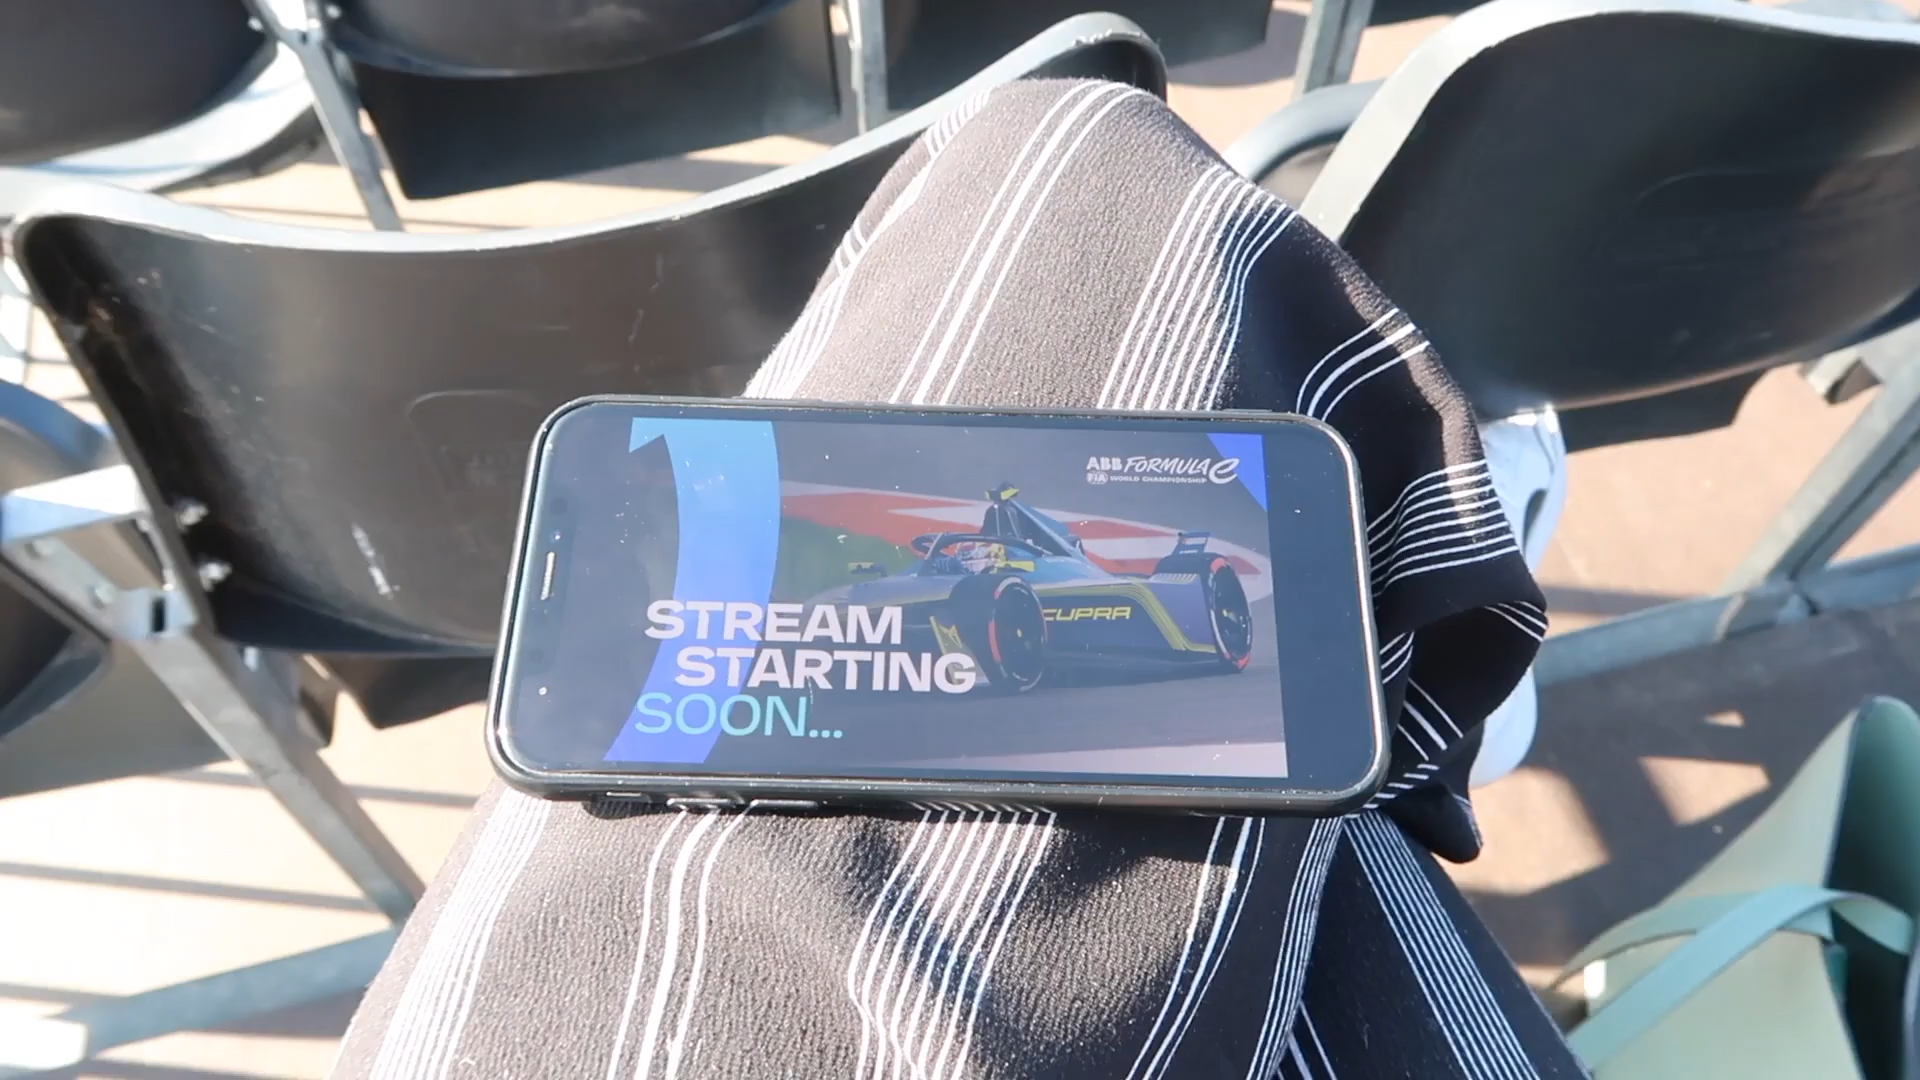 ABB FORMULA E
FIA WORLD CHAMPIONSHIP
CUPRA
STREAM
STARTING
SOON...